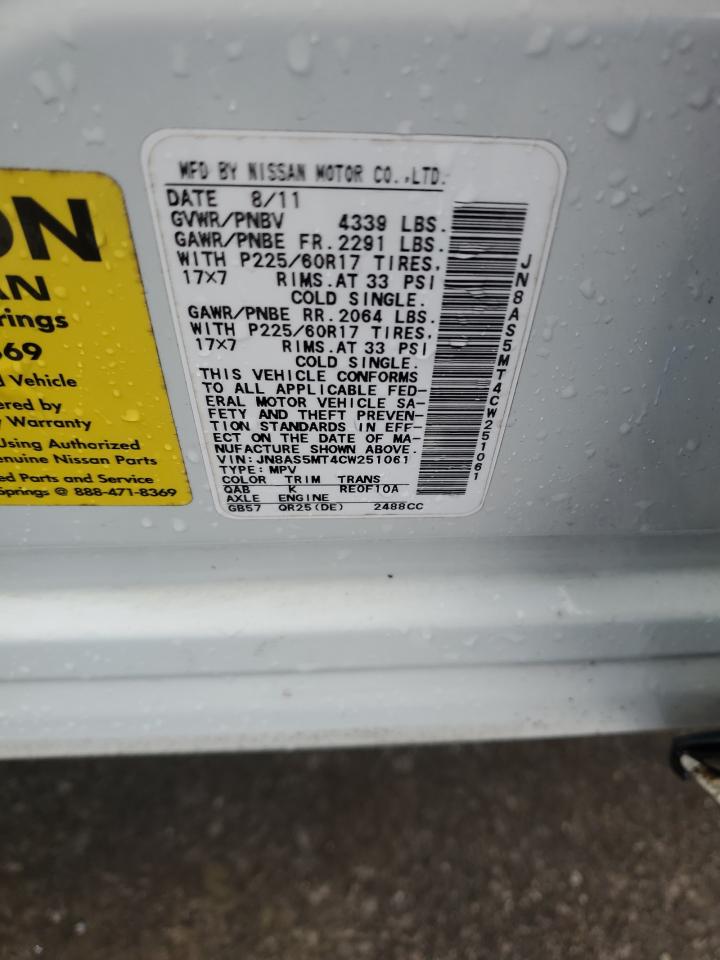 MFD BY NISSAN MOTOR CO.,LTD.
DATE 8/11
GVWR/PNBV 4339 LBS.
GAWR/PNBE FR. 2291 LBS.
WITH P225/60R17 TIRES,
17×7 RIMS.AT 33 PSI
COLD SINGLE.
GAWR/PNBE RR. 2064 LBS.
WITH P225/60R17 TIRES,
17×7 RIMS.AT 33 PSI
COLD SINGLE.
THIS VEHICLE CONFORMS
TO ALL APPLICABLE FED-
ERAL MOTOR VEHICLE SA-
FETY AND THEFT PREVEN-
TION STANDARDS IN EFF-
ECT ON THE DATE OF MA-
NUFACTURE SHOWN ABOVE.
VIN: JN8AS5MT4CW251061
TYPE: MPV
COLOR TRIM TRANS
QAB K RE0F10A
AXLE ENGINE
GB57 QR25(DE) 2488CC
JN8AS5MT4CW251061
ON
AN
rings
869
d Vehicle
ered by
y Warranty
Using Authorized
enuine Nissan Parts
ed Parts and Service
Springs @ 888-471-8369